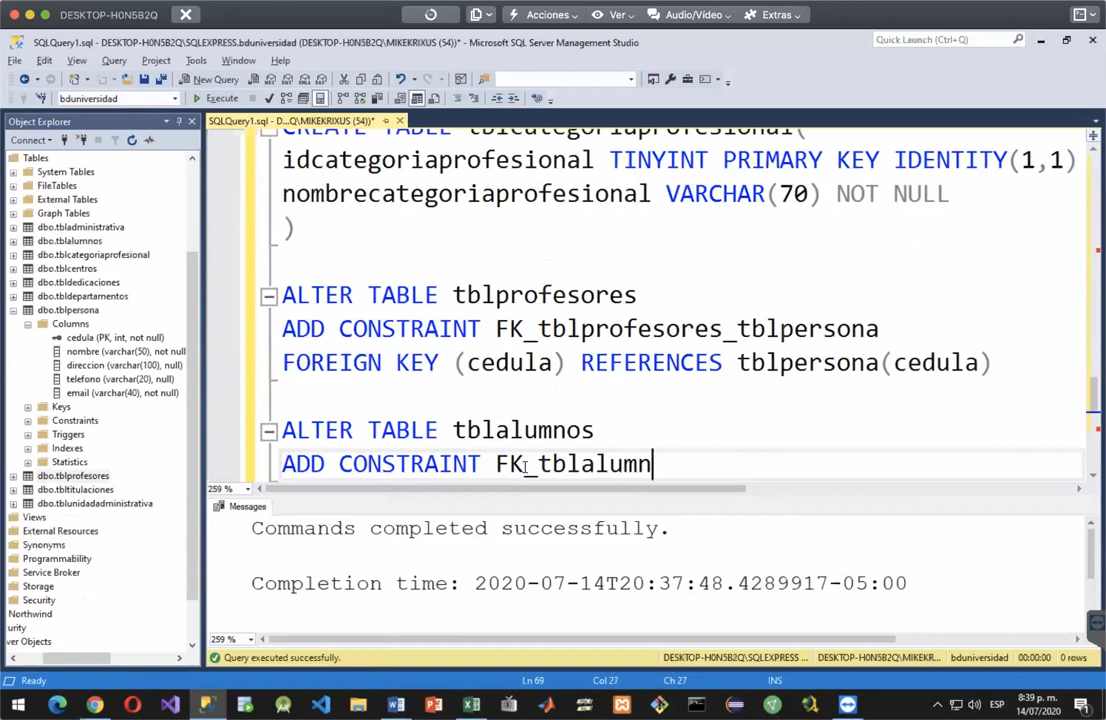 DESKTOP-H0N5B2Q
Acciones
Ver
Audio/Vídeo
Extras
SQLQuery1.sql - DESKTOP-H0N5B2Q\SQLEXPRESS.bduniversidad (DESKTOP-H0N5B2Q\MIKEKRIXUS (54))* - Microsoft SQL Server Management Studio
Quick Launch (Ctrl+Q)
File Edit View Query Project Tools Window Help
New Query
bduniversidad
Execute
Object Explorer
SQLQuery1.sql - D...Q\MIKEKRIXUS (54))*
Connect
Tables
System Tables
FileTables
External Tables
Graph Tables
dbo.tbladministrativa
dbo.tblalumnos
dbo.tblcategoriaprofesional
dbo.tblcentros
dbo.tbldedicaciones
dbo.tbldepartamentos
dbo.tblpersona
Columns
cedula (PK, int, not null)
nombre (varchar(50), not null
direccion (varchar(100), null)
telefono (varchar(20), null)
email (varchar(40), not null)
Keys
Constraints
Triggers
Indexes
Statistics
dbo.tblprofesores
dbo.tbltitulaciones
dbo.tblunidadadministrativa
Views
External Resources
Synonyms
Programmability
Service Broker
Storage
Security
Northwind
urity
ver Objects
CREATE TABLE tblcategoriaprofesional(
idcategoriaprofesional TINYINT PRIMARY KEY IDENTITY(1,1)
nombrecategoriaprofesional VARCHAR(70) NOT NULL
)
ALTER TABLE tblprofesores
ADD CONSTRAINT FK_tblprofesores_tblpersona
FOREIGN KEY (cedula) REFERENCES tblpersona(cedula)
ALTER TABLE tblalumnos
ADD CONSTRAINT FK_tblalumn
259 %
Messages
Commands completed successfully.
Completion time: 2020-07-14T20:37:48.4289917-05:00
259 %
Query executed successfully.
DESKTOP-H0N5B2Q\SQLEXPRESS ...
DESKTOP-H0N5B2Q\MIKEKR...
bduniversidad
00:00:00
0 rows
Ready
Ln 69
Col 27
Ch 27
INS
ESP
8:39 p. m.
14/07/2020
1